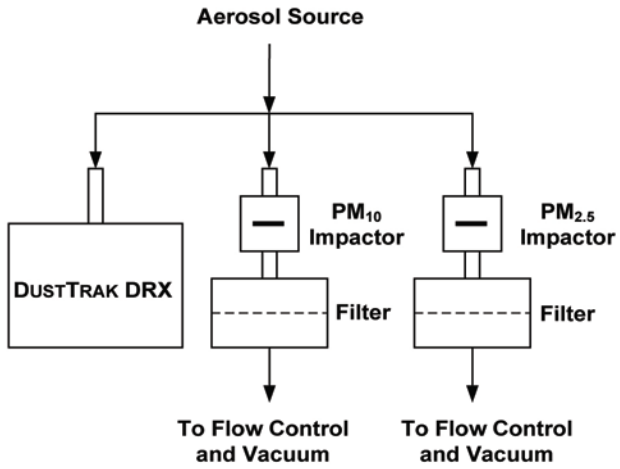 Aerosol Source
DUSTTRAK DRX
PM10
Impactor
Filter
To Flow Control
and Vacuum
PM2.5
Impactor
Filter
To Flow Control
and Vacuum